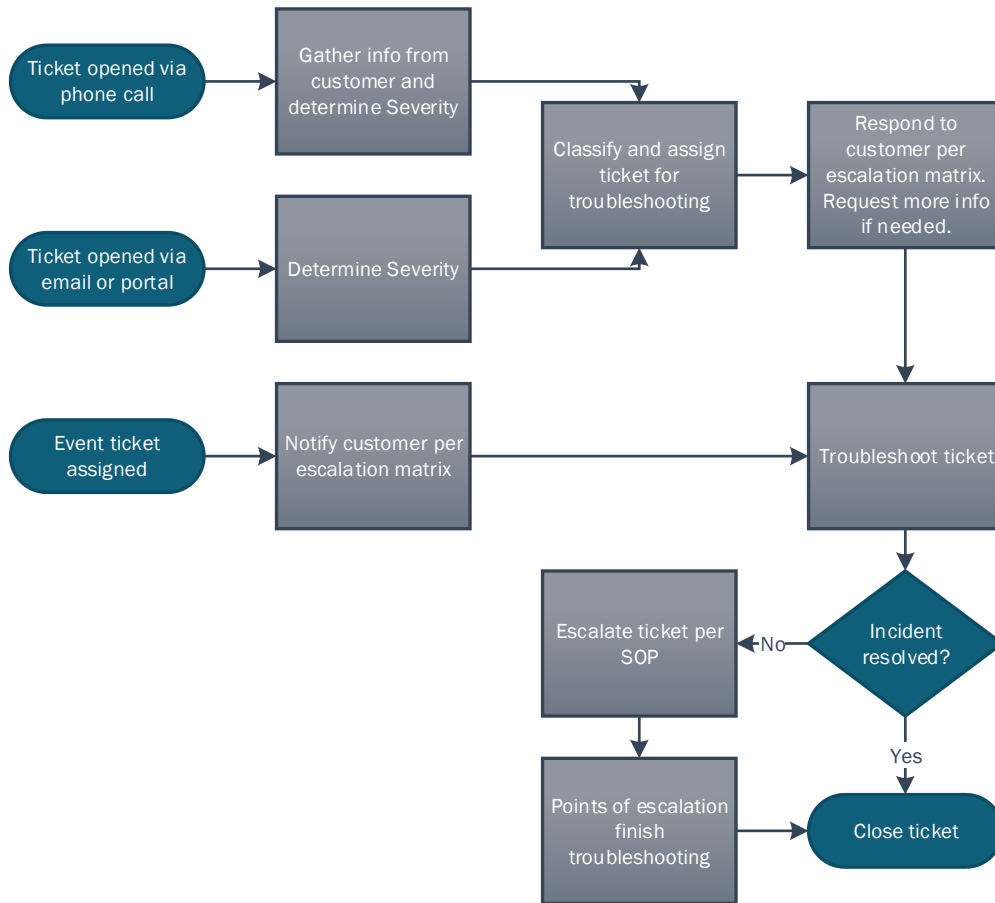 Ticket opened via
phone call
Gather info from
customer and
determine Severity
Classify and assign
ticket for
troubleshooting
Respond to
customer per
escalation matrix.
Request more info
if needed.
Ticket opened via
email or portal
Determine Severity
Event ticket
assigned
Notify customer per
escalation matrix
Troubleshoot ticket
Incident
resolved?
No
Escalate ticket per
SOP
Yes
Points of escalation
finish
troubleshooting
Close ticket